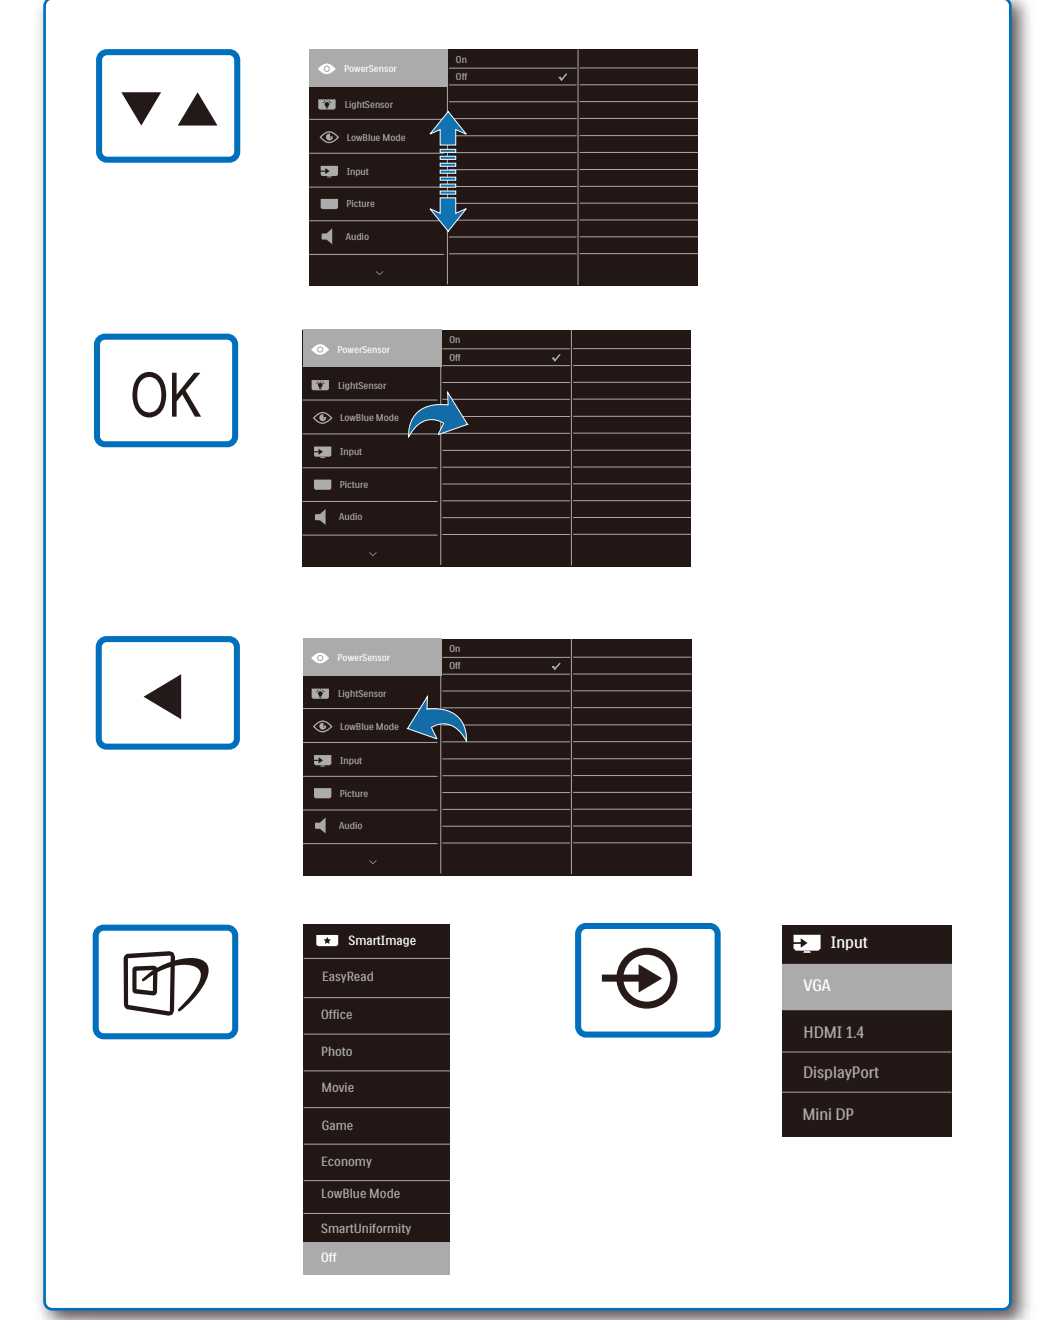 PowerSensor
On
Off
LightSensor
LowBlue Mode
Input
Picture
Audio
OK
PowerSensor
On
Off
LightSensor
LowBlue Mode
Input
Picture
Audio
PowerSensor
On
Off
LightSensor
LowBlue Mode
Input
Picture
Audio
SmartImage
EasyRead
Office
Photo
Movie
Game
Economy
LowBlue Mode
SmartUniformity
Off
Input
VGA
HDMI 1.4
DisplayPort
Mini DP